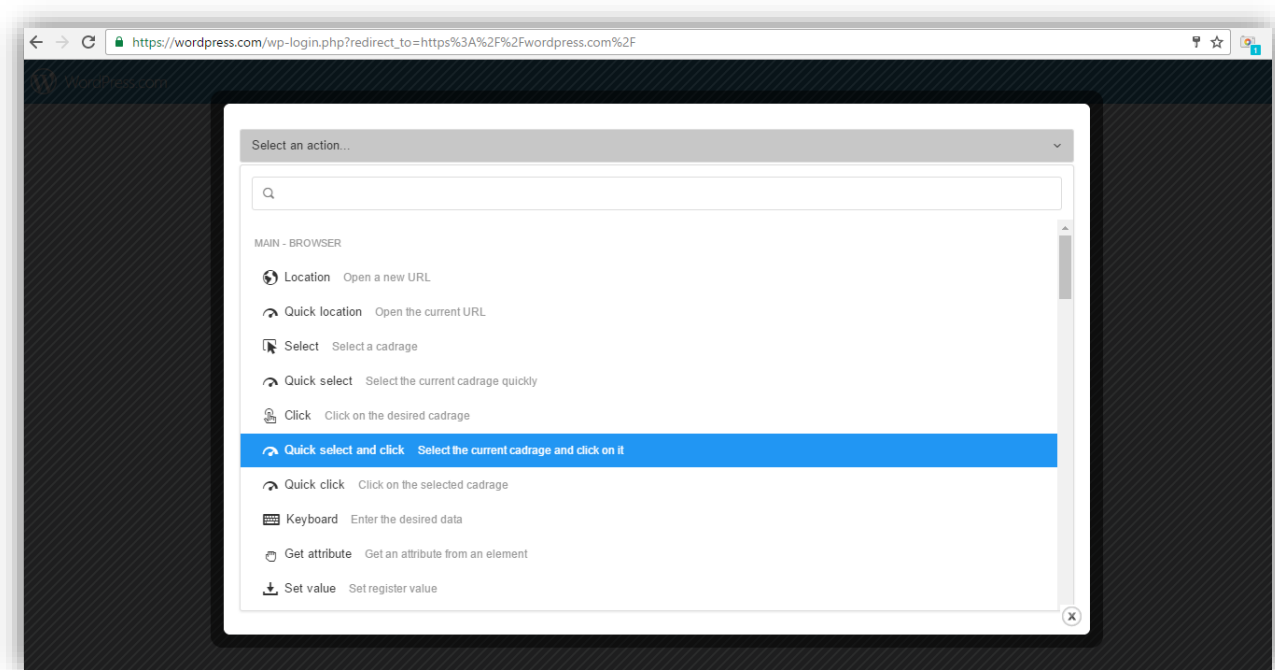 https://wordpress.com/wp-login.php?redirect_to=https%3A%2F%2Fwordpress.com%2F
1
WordPress.com
Select an action...
MAIN - BROWSER
Location Open a new URL
Quick location Open the current URL
Select Select a cadrage
Quick select Select the current cadrage quickly
Click Click on the desired cadrage
Quick select and click Select the current cadrage and click on it
Quick click Click on the selected cadrage
Keyboard Enter the desired data
Get attribute Get an attribute from an element
Set value Set register value
x